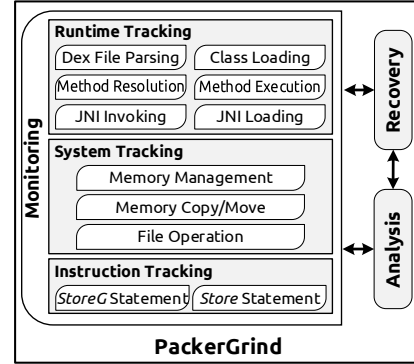 Runtime Tracking
Dex File Parsing
Class Loading
Method Resolution
Method Execution
JNI Invoking
JNI Loading
System Tracking
Memory Management
Memory Copy/Move
File Operation
Instruction Tracking
StoreG Statement
Store Statement
Monitoring
Recovery
Analysis
PackerGrind